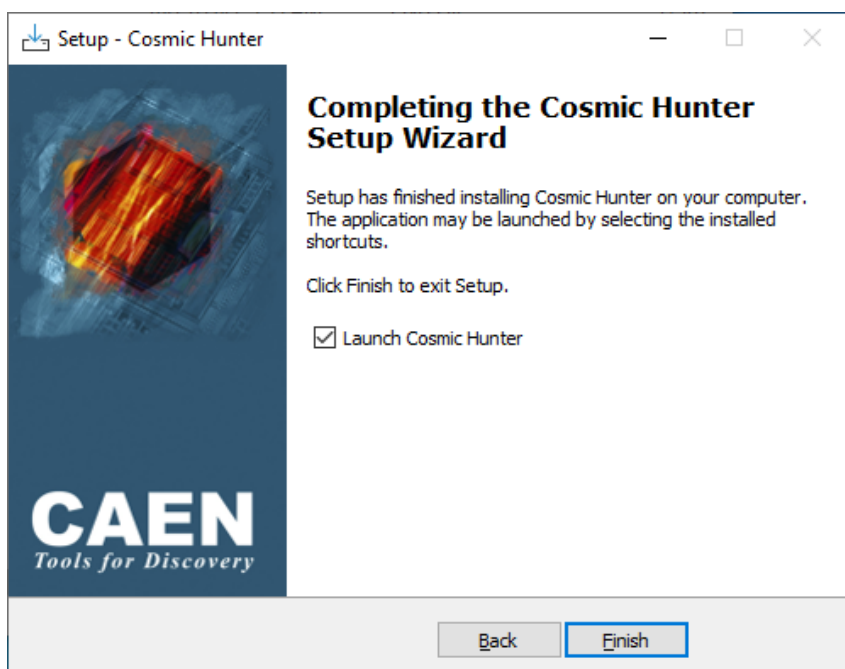 Setup - Cosmic Hunter
Completing the Cosmic Hunter
Setup Wizard
Setup has finished installing Cosmic Hunter on your computer.
The application may be launched by selecting the installed
shortcuts.
Click Finish to exit Setup.
Launch Cosmic Hunter
CAEN
Tools for Discovery
Back
Finish